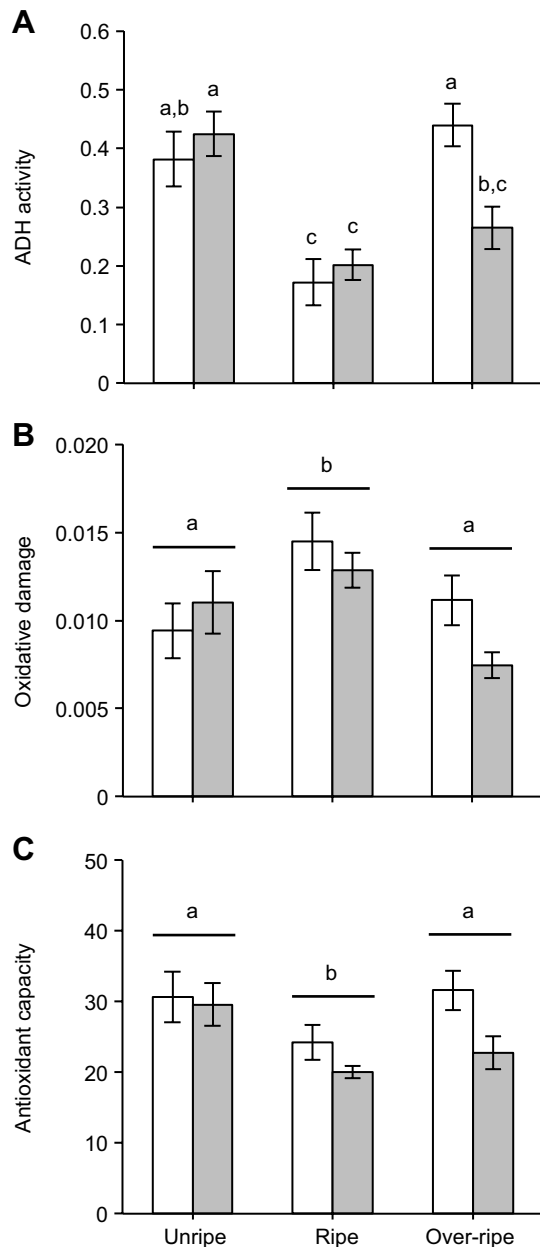 A
0.6
0.5
0.4
0.3
0.2
0.1
0
ADH activity
a,b
a
c
c
a
b,c
B
0.020
0.015
0.010
0.005
0
Oxidative damage
a
b
a
C
50
40
30
20
10
0
Antioxidant capacity
a
b
a
Unripe Ripe Over-ripe